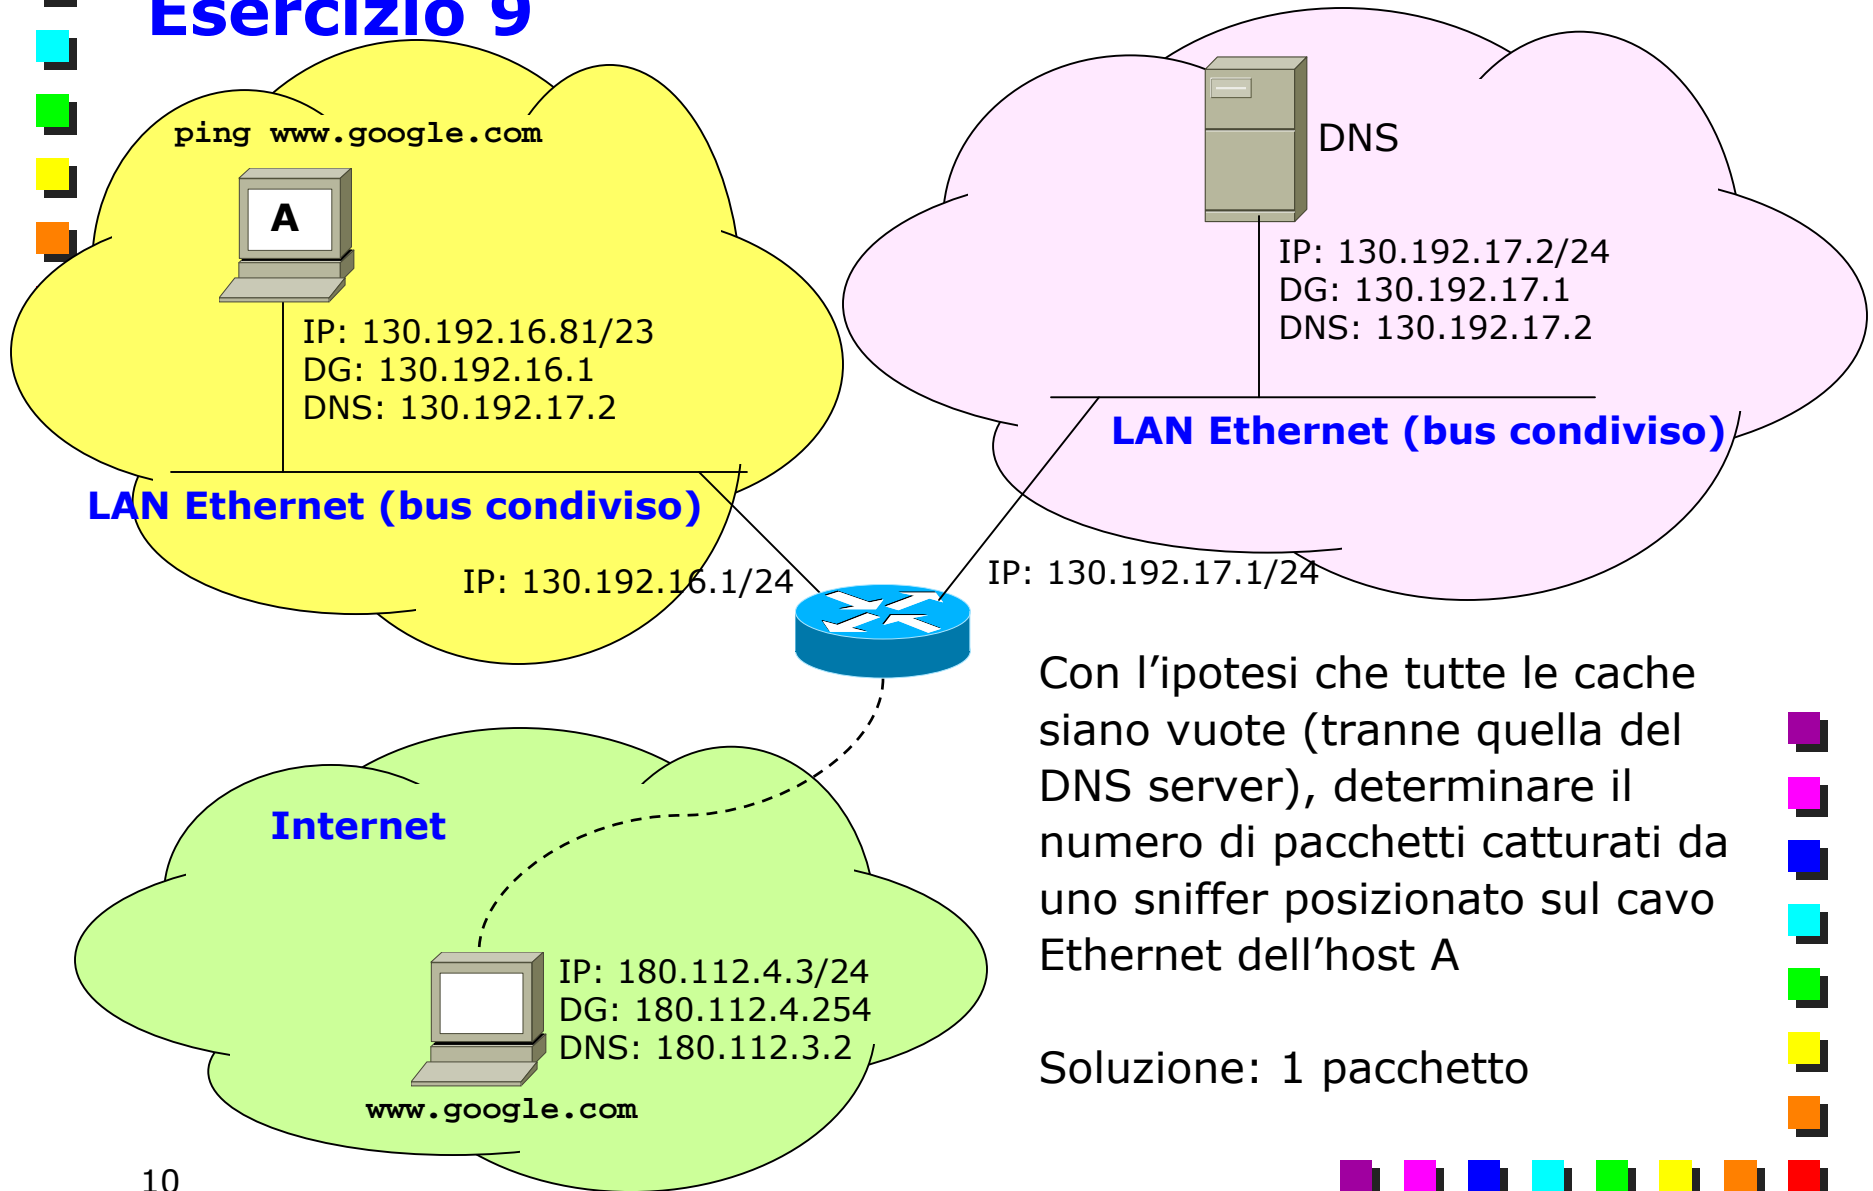 Esercizio 9
ping www.google.com
A
IP: 130.192.16.81/23
DG: 130.192.16.1
DNS: 130.192.17.2
LAN Ethernet (bus condiviso)
IP: 130.192.16.1/24
DNS
IP: 130.192.17.2/24
DG: 130.192.17.1
DNS: 130.192.17.2
LAN Ethernet (bus condiviso)
IP: 130.192.17.1/24
Internet
IP: 180.112.4.3/24
DG: 180.112.4.254
DNS: 180.112.3.2
www.google.com
Con l’ipotesi che tutte le cache
siano vuote (tranne quella del
DNS server), determinare il
numero di pacchetti catturati da
uno sniffer posizionato sul cavo
Ethernet dell’host A
Soluzione: 1 pacchetto
10